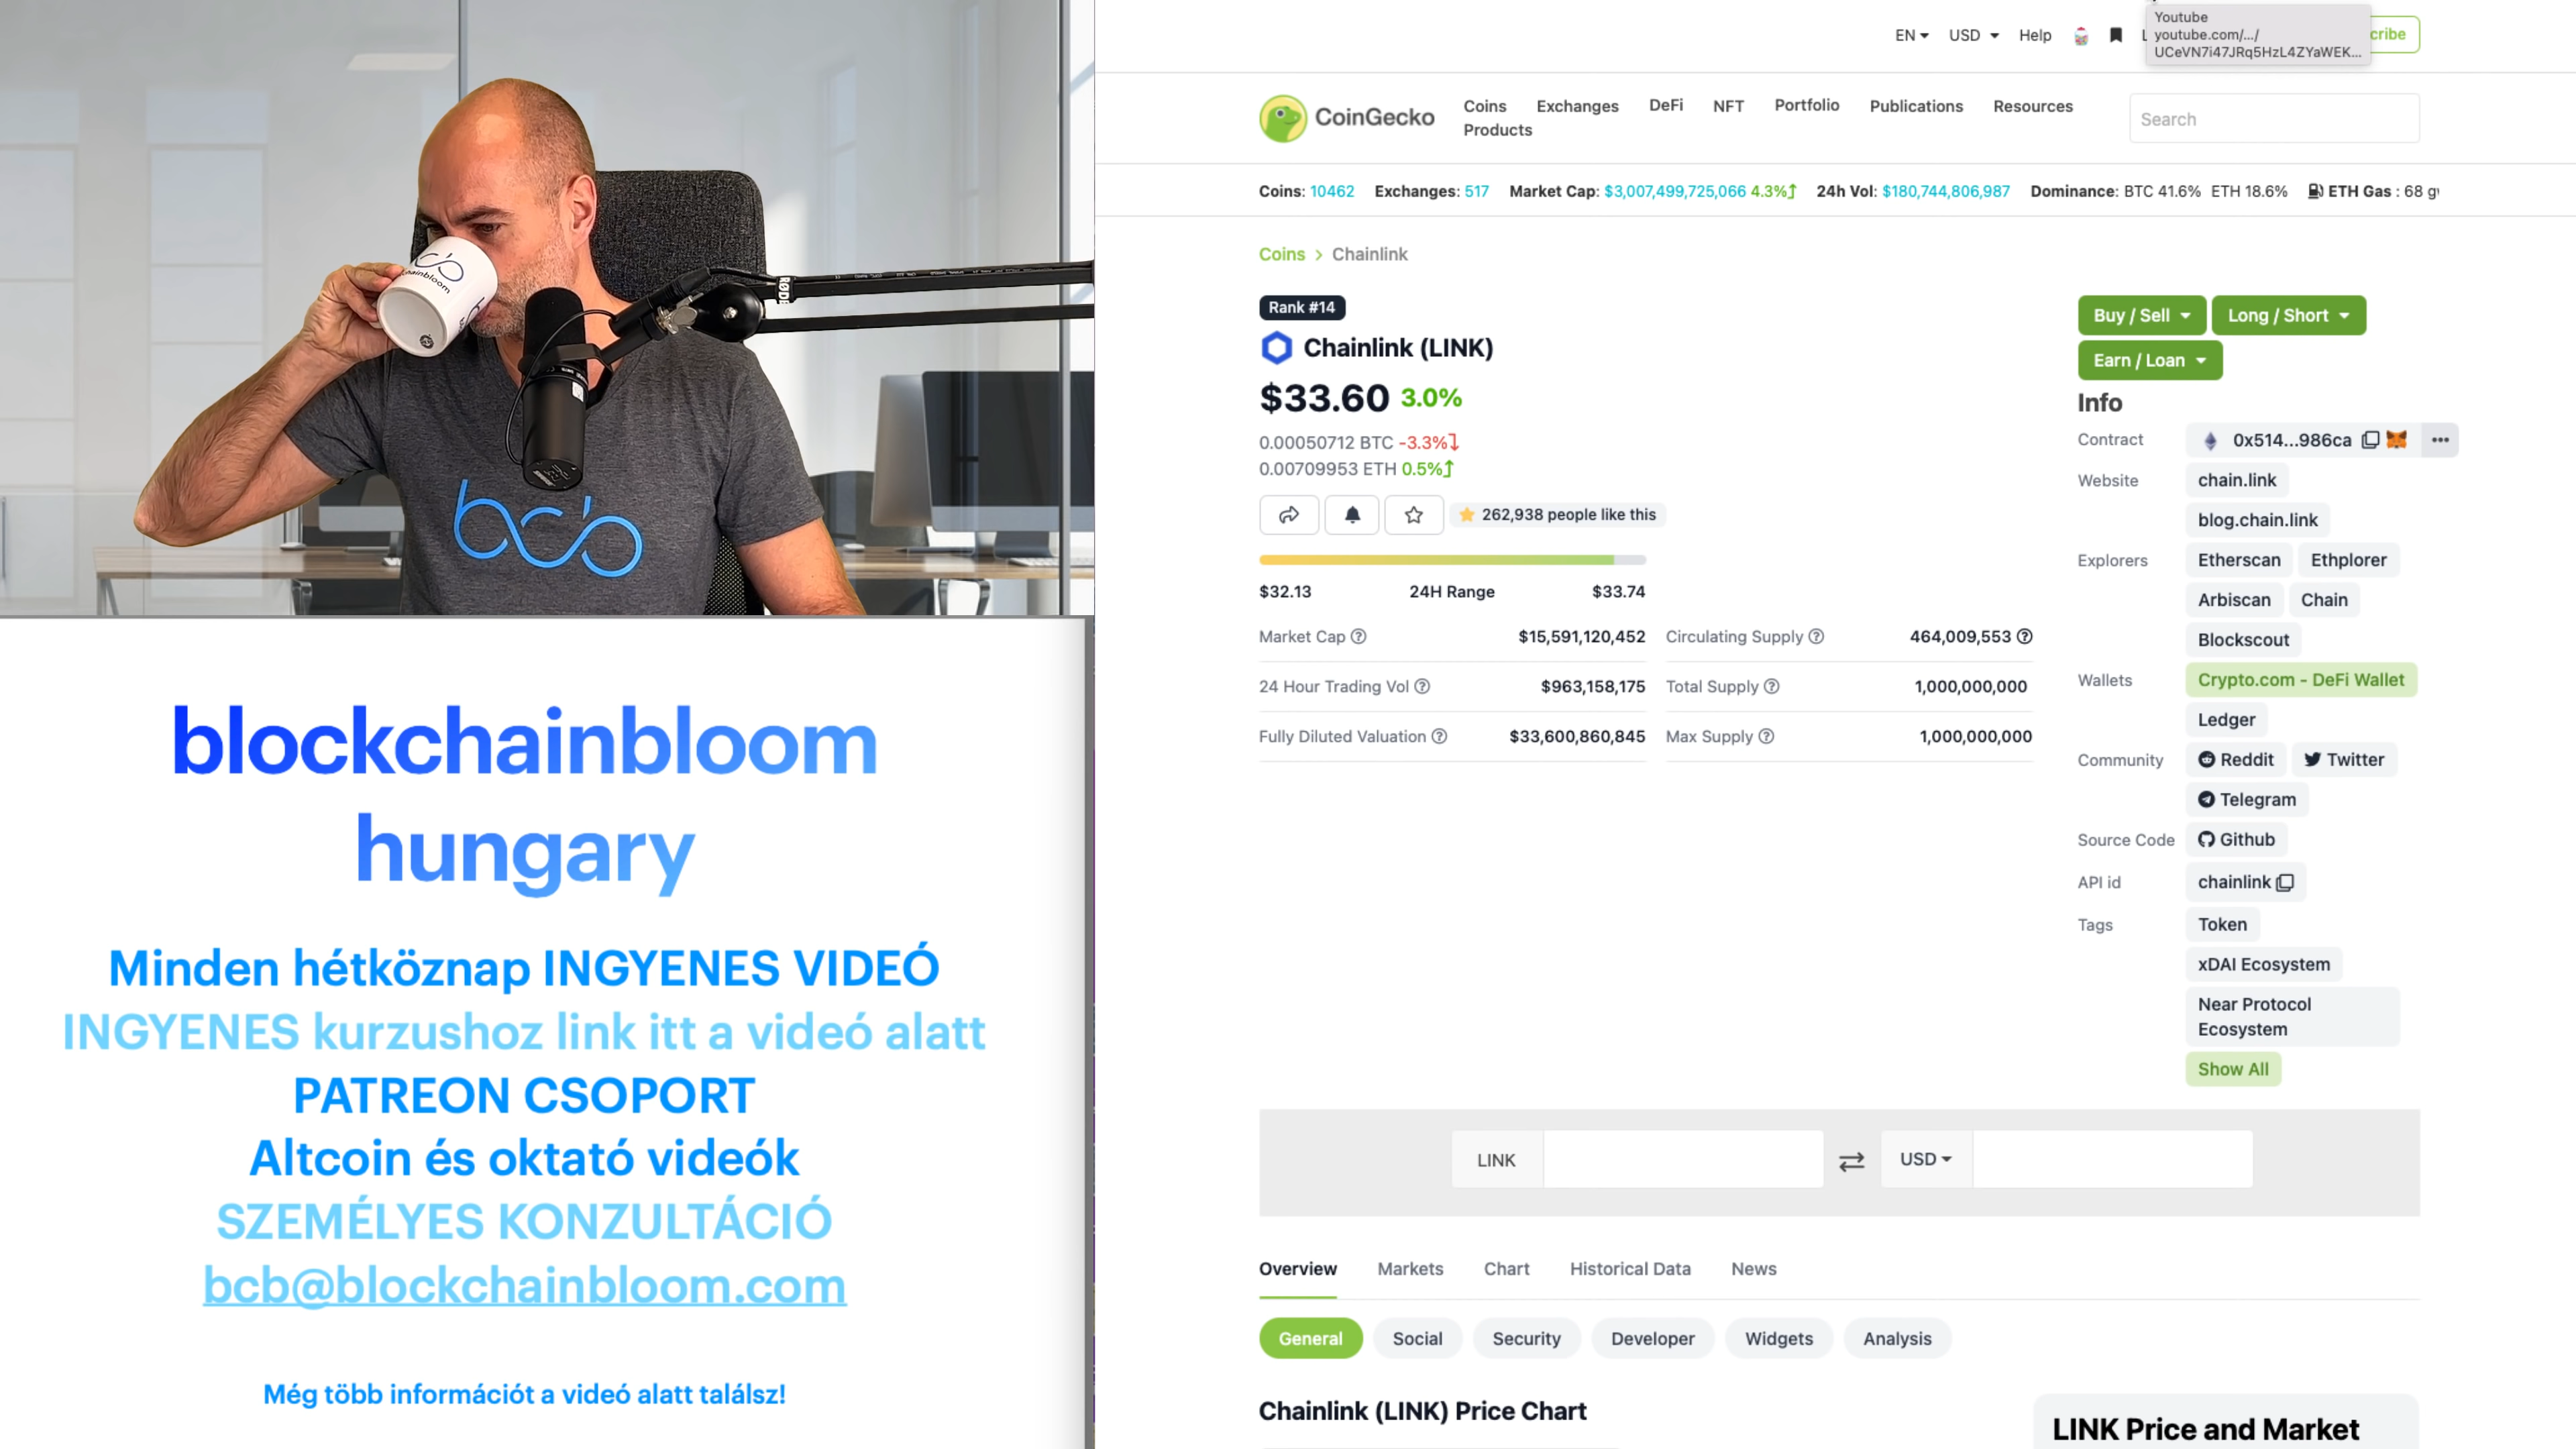 chainbloom
RØDE
bcb
blockchainbloom
hungary
Minden hétköznap INGYENES VIDEÓ
INGYENES kurzushoz link itt a videó alatt
PATREON CSOPORT
Altcoin és oktató videók
SZEMÉLYES KONZULTÁCIÓ
bcb@blockchainbloom.com
Még több információt a videó alatt találsz!
EN USD Help
Youtube
youtube.com/.../
UCeVN7i47JRq5HzL4ZYaWEK...
CoinGecko
Coins Exchanges DeFi NFT Portfolio Publications Resources
Products
Search
Coins: 10462 Exchanges: 517 Market Cap: $3,007,499,725,066 4.3% 24h Vol: $180,744,806,987 Dominance: BTC 41.6% ETH 18.6% ETH Gas : 68
Coins > Chainlink
Rank #14
Chainlink (LINK)
$33.60 3.0%
0.00050712 BTC -3.3%
0.00709953 ETH 0.5%
262,938 people like this
$32.13 24H Range $33.74
Market Cap $15,591,120,452 Circulating Supply 464,009,553
24 Hour Trading Vol $963,158,175 Total Supply 1,000,000,000
Fully Diluted Valuation $33,600,860,845 Max Supply 1,000,000,000
Buy / Sell Long / Short
Earn / Loan
Info
Contract 0x514...986ca •••
Website chain.link
blog.chain.link
Explorers Etherscan Ethplorer
Arbiscan Chain
Blockscout
Wallets Crypto.com - DeFi Wallet
Ledger
Community Reddit Twitter
Telegram
Source Code Github
API id chainlink
Tags Token
xDAI Ecosystem
Near Protocol
Ecosystem
Show All
LINK USD
Overview Markets Chart Historical Data News
General Social Security Developer Widgets Analysis
Chainlink (LINK) Price Chart
LINK Price and Market